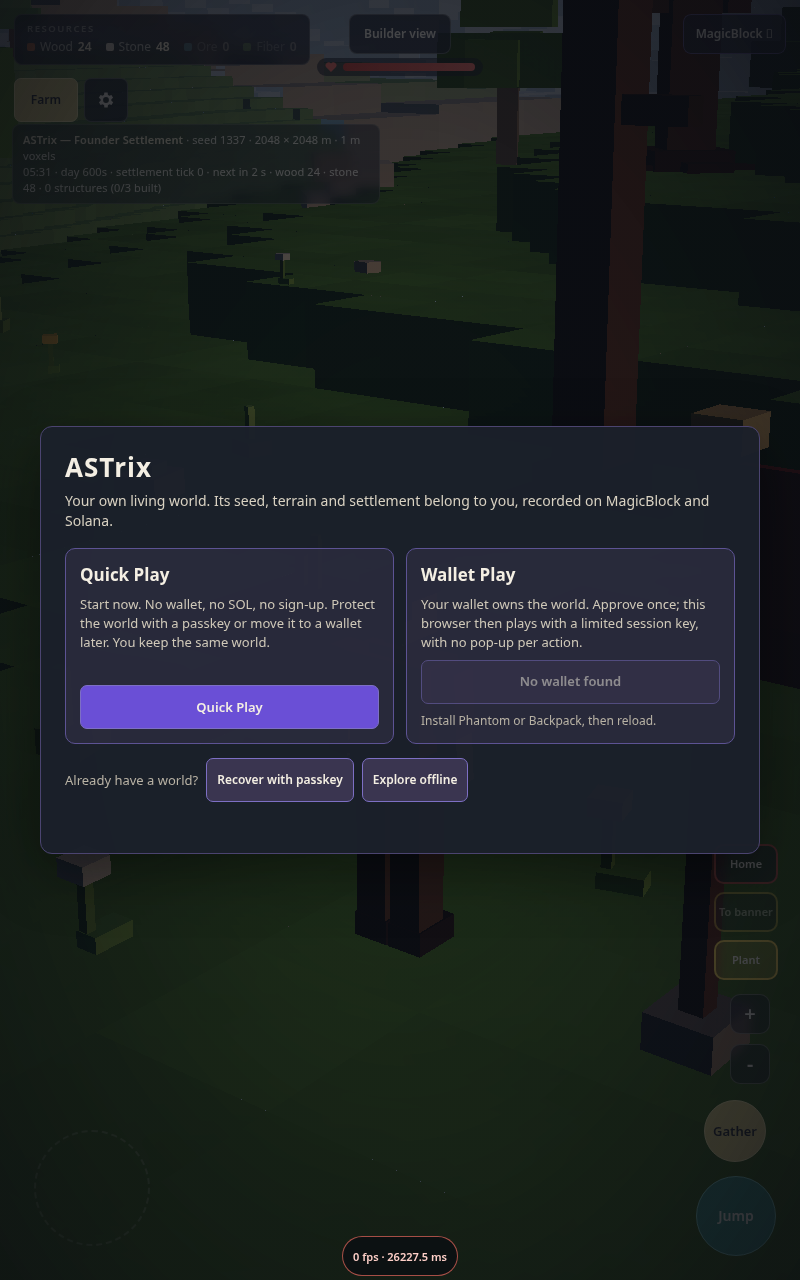 RESOURCES
Wood 24 Stone 48 Ore 0 Fiber 0
Builder view
MagicBlock
Farm
ASTrix — Founder Settlement · seed 1337 · 2048 × 2048 m · 1 m
voxels
05:31 · day 600s · settlement tick 0 · next in 2 s · wood 24 · stone
48 · 0 structures (0/3 built)
ASTrix
Your own living world. Its seed, terrain and settlement belong to you, recorded on MagicBlock and
Solana.
Quick Play
Start now. No wallet, no SOL, no sign-up. Protect
the world with a passkey or move it to a wallet
later. You keep the same world.
Quick Play
Wallet Play
Your wallet owns the world. Approve once; this
browser then plays with a limited session key,
with no pop-up per action.
No wallet found
Install Phantom or Backpack, then reload.
Already have a world?
Recover with passkey
Explore offline
Home
To banner
Plant
+
-
Gather
Jump
0 fps · 26227.5 ms